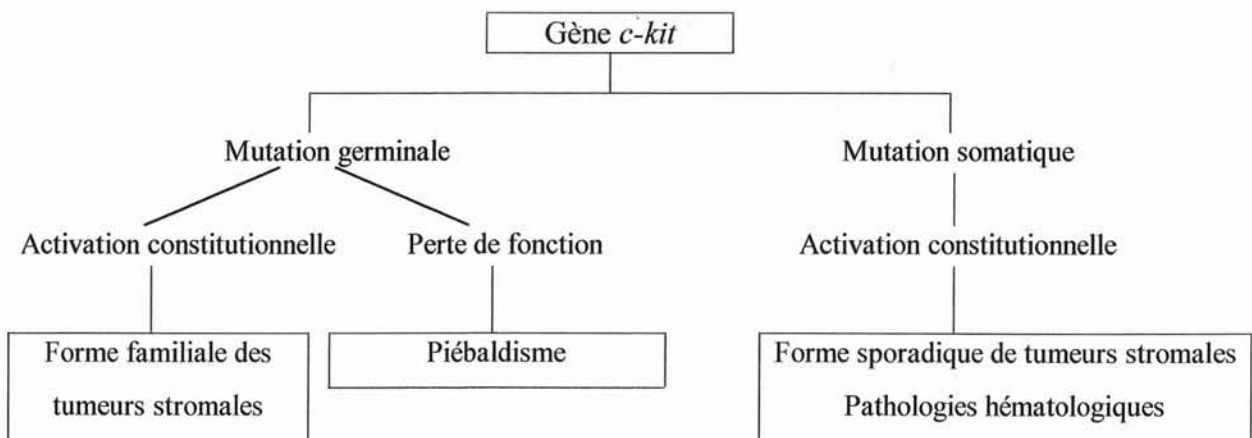 Gène c-kit
Mutation germinale
Mutation somatique
Activation constitutionnelle
Perte de fonction
Activation constitutionnelle
Forme familiale des
tumeurs stromales
Piébaldisme
Forme sporadique de tumeurs stromales
Pathologies hématologiques